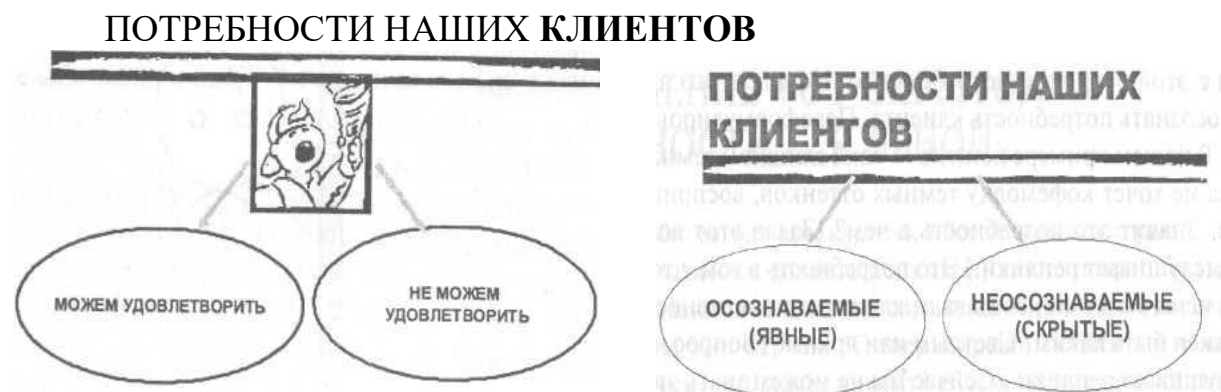 ПОТРЕБНОСТИ НАШИХ КЛИЕНТОВ
МОЖЕМ УДОВЛЕТВОРИТЬ
НЕ МОЖЕМ
УДОВЛЕТВОРИТЬ
ПОТРЕБНОСТИ НАШИХ
КЛИЕНТОВ
ОСОЗНАВАЕМЫЕ
(ЯВНЫЕ)
НЕОСОЗНАВАЕМЫЕ
(СКРЫТЫЕ)